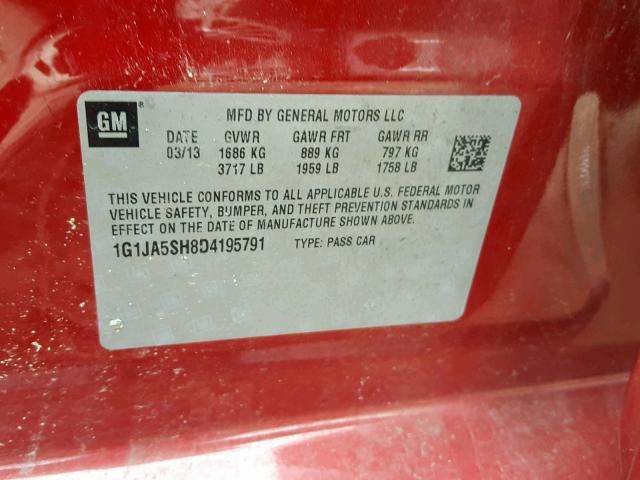 GM®
MFD BY GENERAL MOTORS LLC
DATE GVWR GAWR FRT GAWR RR
03/13 1686 KG 889 KG 797 KG
3717 LB 1959 LB 1758 LB
THIS VEHICLE CONFORMS TO ALL APPLICABLE U.S. FEDERAL MOTOR
VEHICLE SAFETY, BUMPER, AND THEFT PREVENTION STANDARDS IN
EFFECT ON THE DATE OF MANUFACTURE SHOWN ABOVE.
1G1JA5SH8D4195791 TYPE: PASS CAR